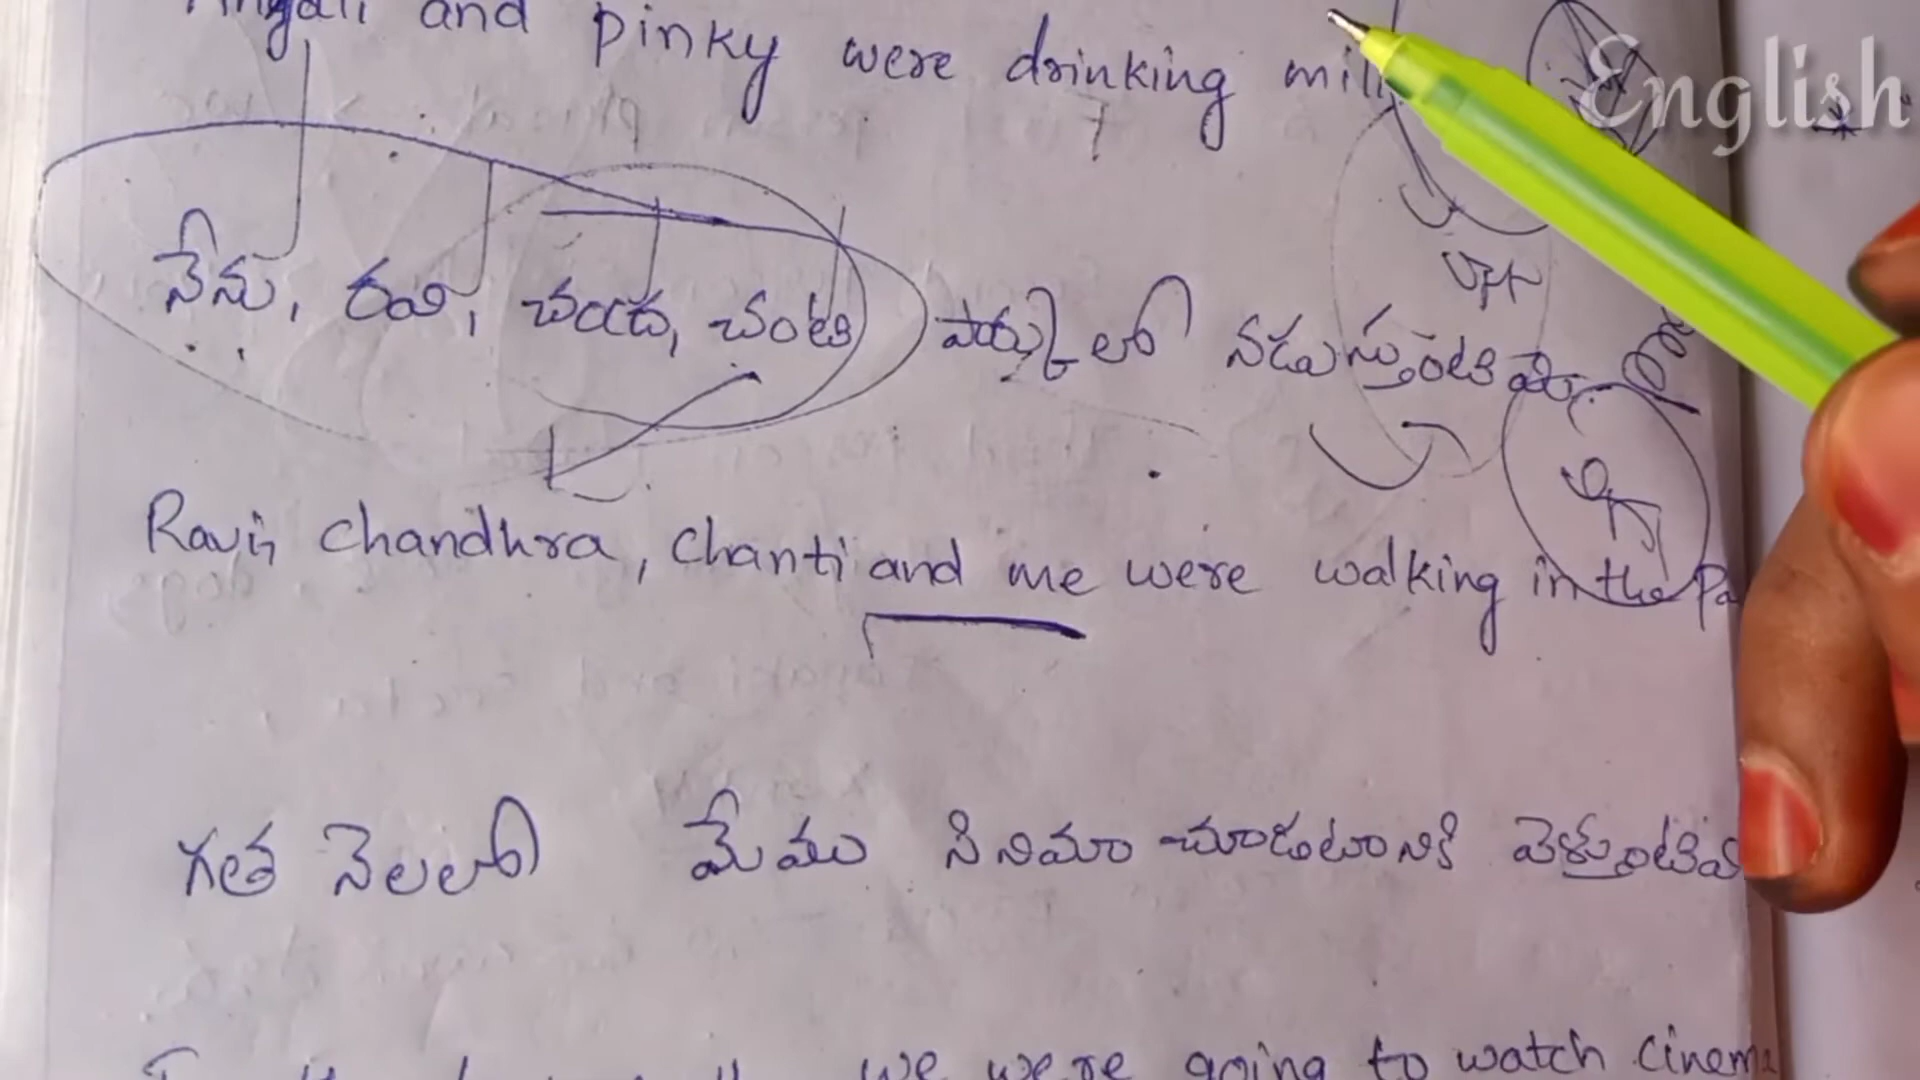 and pinky were drinking
English
నేను, రవి, చంద్ర, చంటి పార్క్ లో నడుస్తుంటిమి.
Ravi, chandhra, chanti and me were walking in the
గత నెలలో మేము సినిమా చూడటానికి
we were going to watch cinema